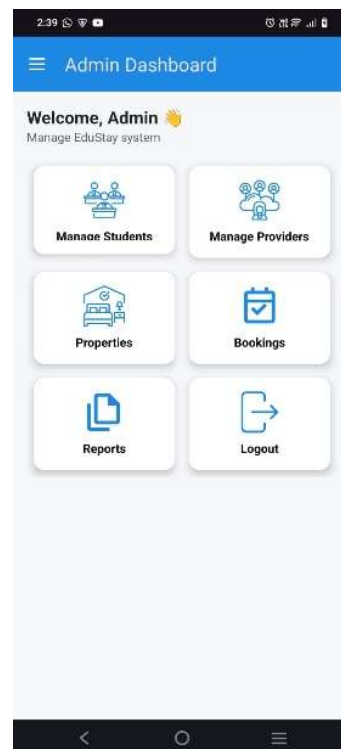 2:39
Admin Dashboard
Welcome, Admin 👋
Manage EduStay system
Manage Students
Manage Providers
Properties
Bookings
Reports
Logout